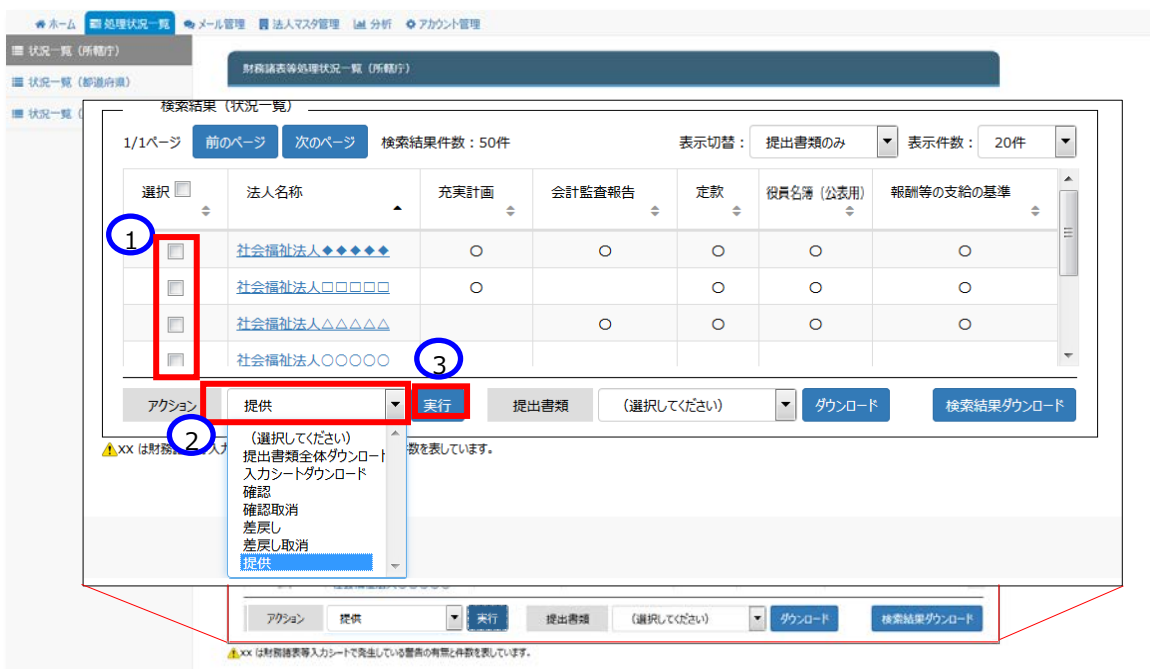 ホーム 処理状況一覧 メール管理 法人マスタ管理 分析 アカウント管理
状況一覧（所轄庁）
財務諸表等処理状況一覧（所轄庁）
状況一覧（都道府県）
状況一覧（
検索結果（状況一覧）
1/1ページ 前のページ 次のページ 検索結果件数：50件 表示切替： 提出書類のみ 表示件数： 20件
選択 法人名称 充実計画 会計監査報告 定款 役員名簿（公表用） 報酬等の支給の基準
1
社会福祉法人◆◆◆◆◆ ○ ○ ○ ○ ○
社会福祉法人□□□□□ ○ ○ ○ ○
社会福祉法人△△△△△ ○ ○ ○ ○
社会福祉法人○○○○○
3
アクション 提供 実行 提出書類 （選択してください） ダウンロード 検索結果ダウンロード
2
（選択してください）
xx は財務 入力 数を表しています。
提出書類全体ダウンロード
入力シートダウンロード
確認
確認取消
差戻し
差戻し取消
提供
アクション 提供 実行 提出書類 （選択してください） ダウンロード 検索結果ダウンロード
xx は財務諸表等入力シートで発生している警告の有無と件数を表しています。